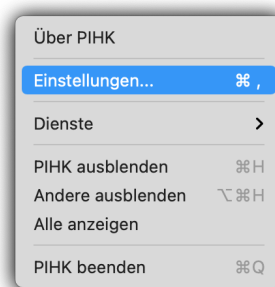 Über PIHK
Einstellungen... ⌘ ,
Dienste
PIHK ausblenden ⌘H
Andere ausblenden ⌥⌘H
Alle anzeigen
PIHK beenden ⌘Q